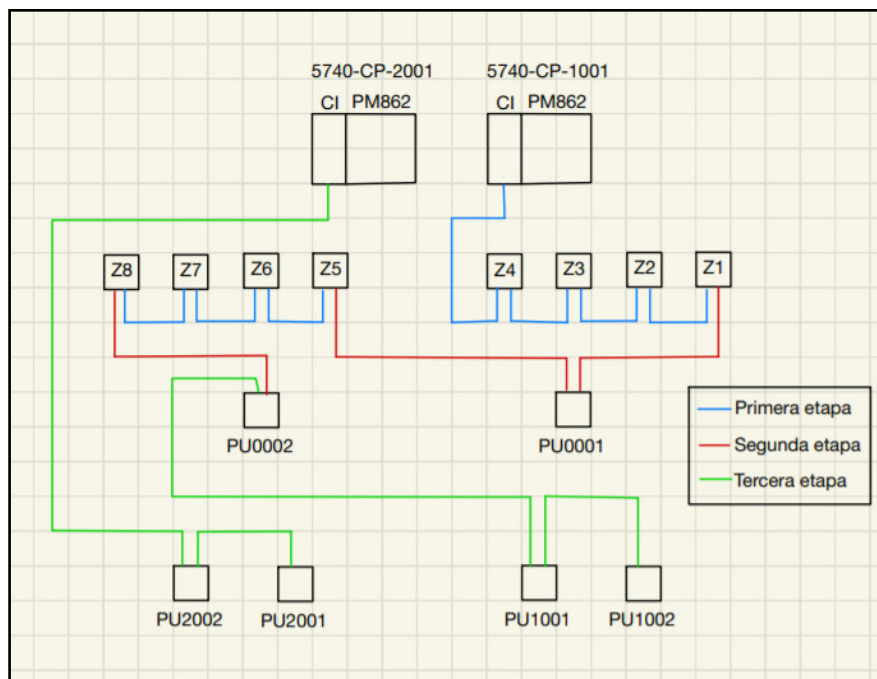 5740-CP-2001 5740-CP-1001
CI PM862 CI PM862
Z8 Z7 Z6 Z5 Z4 Z3 Z2 Z1
PU0002 PU0001
Primera etapa
Segunda etapa
Tercera etapa
PU2002 PU2001 PU1001 PU1002